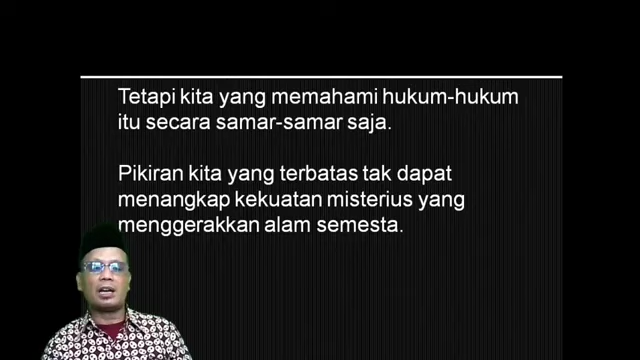 Tetapi kita yang memahami hukum-hukum
itu secara samar-samar saja.
Pikiran kita yang terbatas tak dapat
menangkap kekuatan misterius yang
menggerakkan alam semesta.